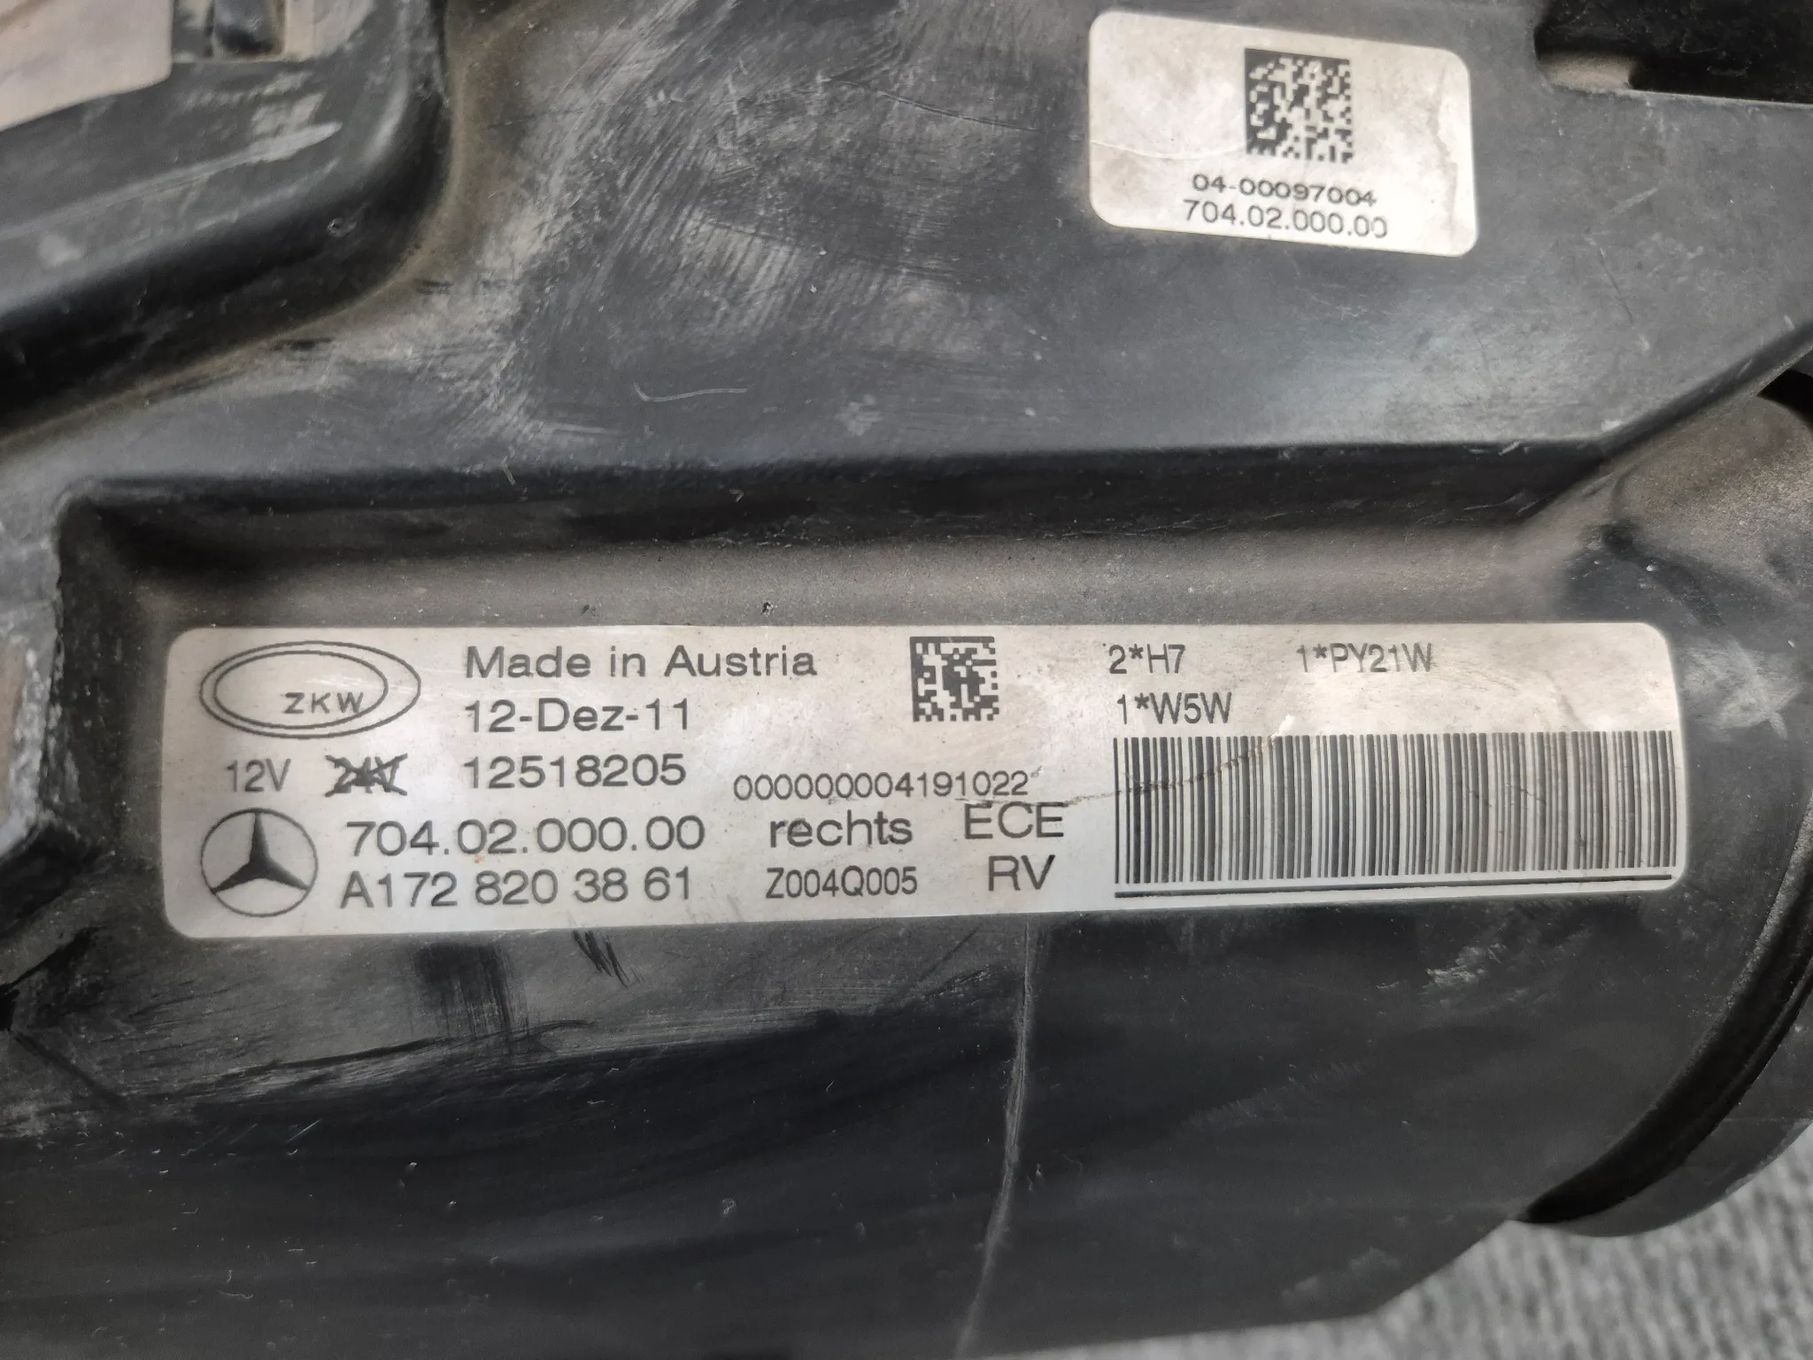 04-00097004
704.02.000.00
ZKW
Made in Austria
12-Dez-11
12V 24V 12518205
000000004191022
704.02.000.00 rechts ECE
A172 820 38 61 Z004Q005 RV
2*H7 1*PY21W
1*W5W